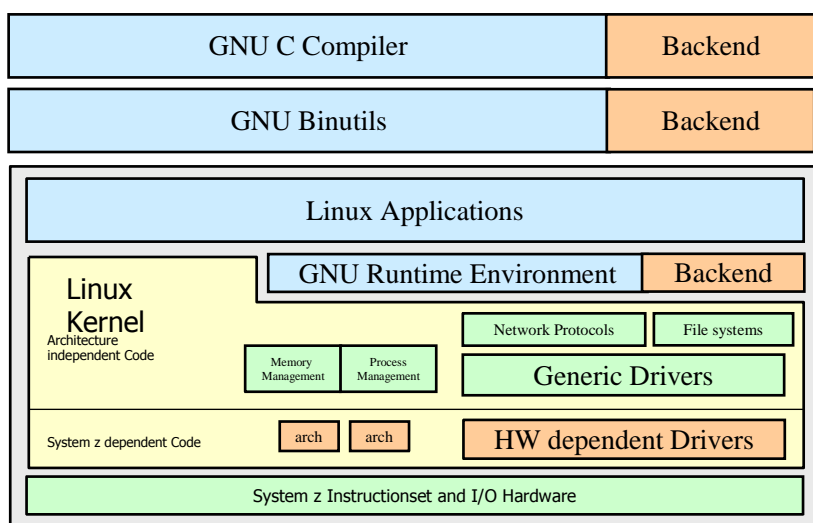 GNU C Compiler
Backend
GNU Binutils
Backend
Linux Applications
GNU Runtime Environment
Backend
Linux
Kernel
Architecture
independent Code
Network Protocols
File systems
Memory
Management
Process
Management
Generic Drivers
System z dependent Code
arch
arch
HW dependent Drivers
System z Instructionset and I/O Hardware